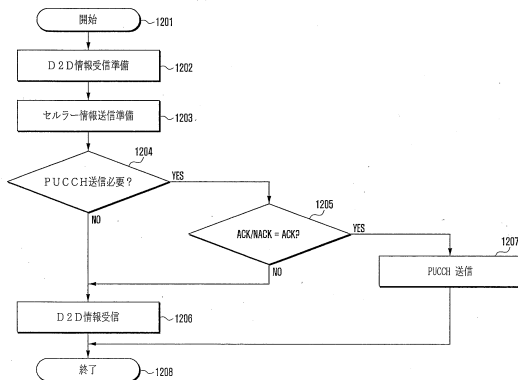 開始
1201
D2D情報受信準備
1202
セルラー情報送信準備
1203
1204
PUCCH送信必要?
YES
NO
1205
ACK/NACK = ACK?
YES
NO
1207
PUCCH 送信
D2D情報受信
1206
終了
1208